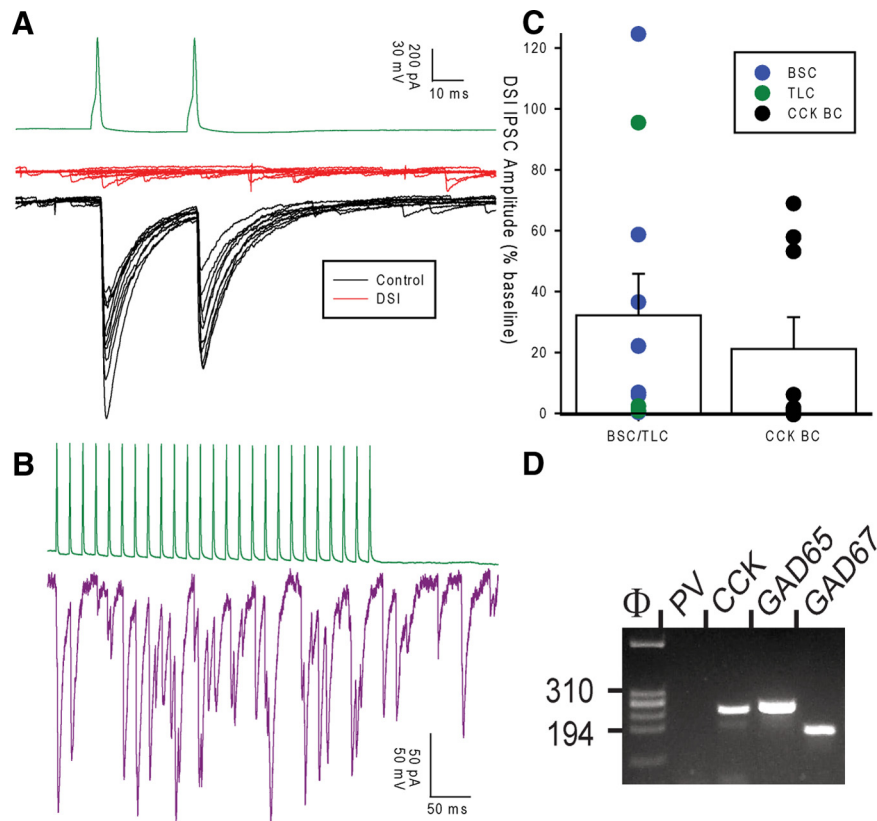 A
200 pA
30 mV
10 ms
Control
DSI
B
50 pA
50 mV
50 ms
C
DSI IPSC Amplitude (% baseline)
120
100
80
60
40
20
0
BSC
TLC
CCK BC
BSC/TLC
CCK BC
D
Φ
PV
CCK
GAD65
GAD67
310
194